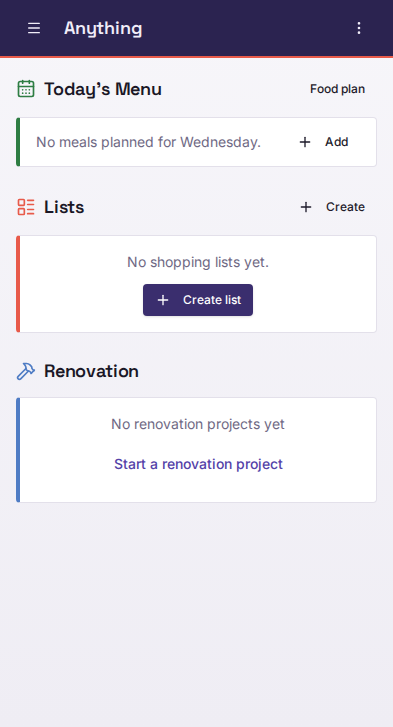 Anything
Today's Menu
Food plan
No meals planned for Wednesday.
Add
Lists
Create
No shopping lists yet.
Create list
Renovation
No renovation projects yet
Start a renovation project